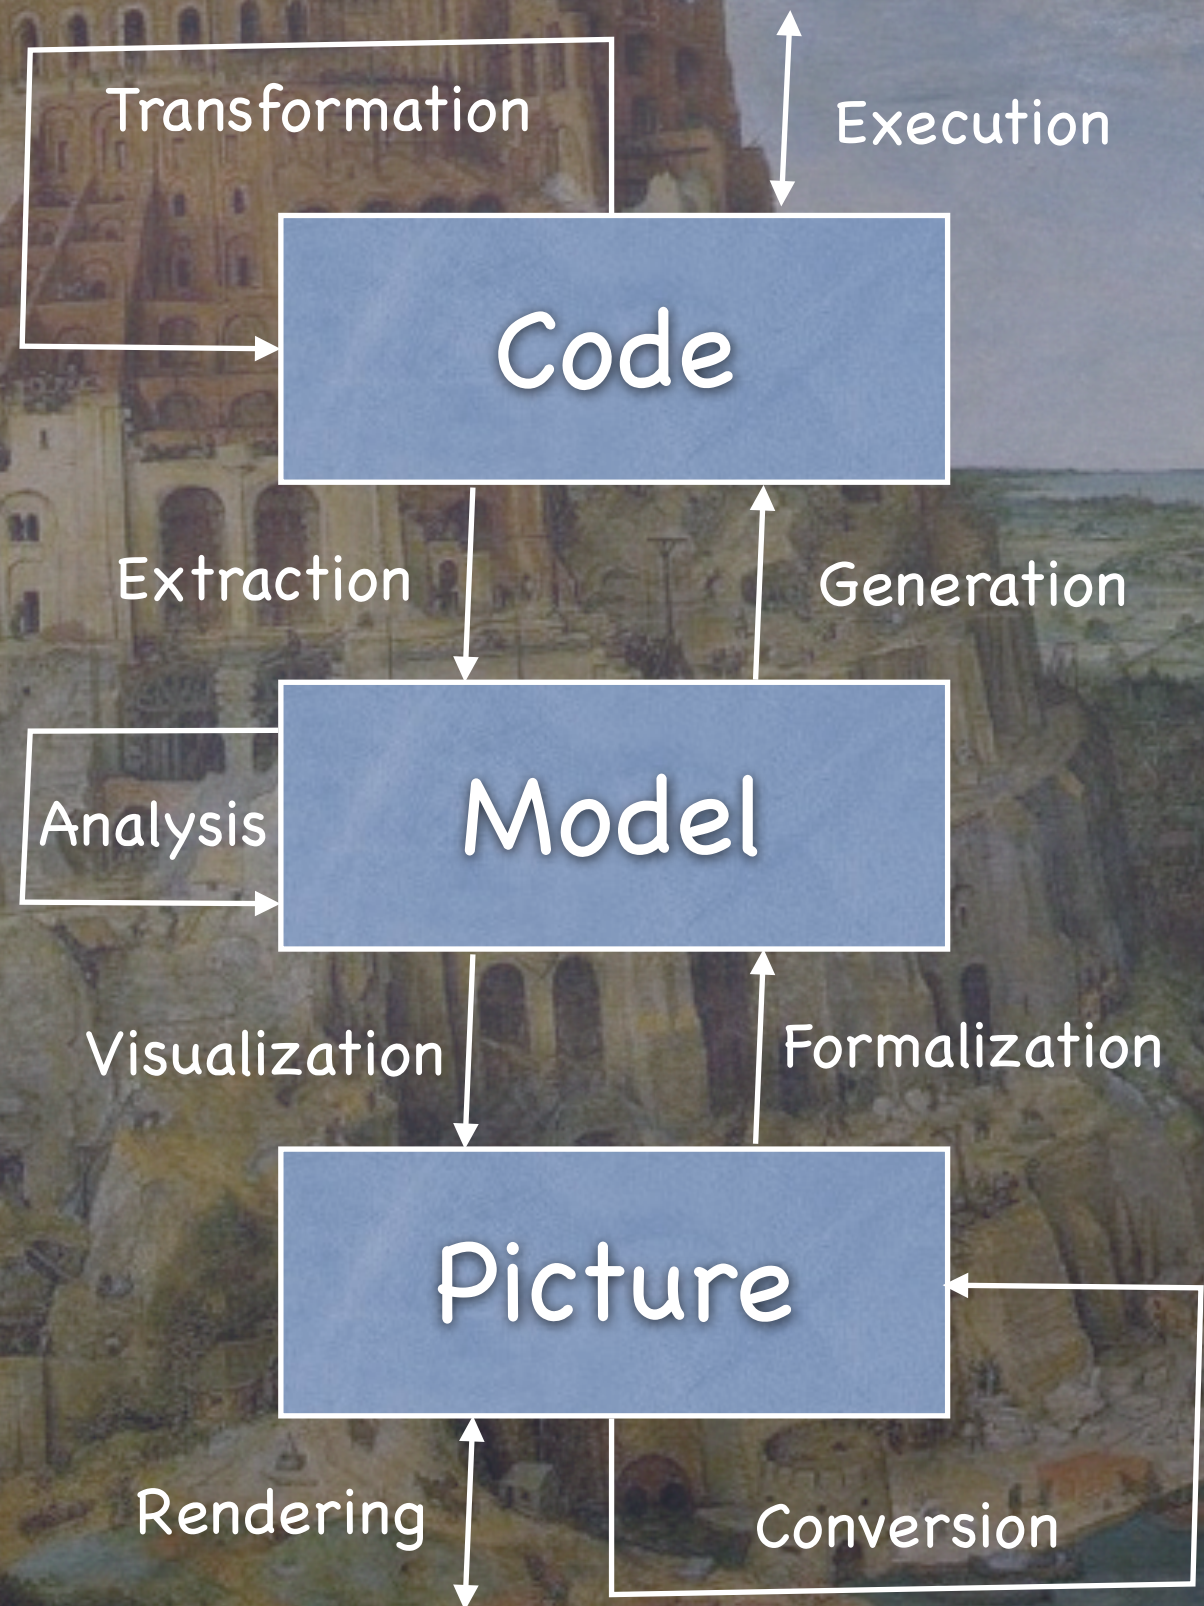 Transformation
Execution
Code
Extraction
Generation
Model
Analysis
Visualization
Formalization
Picture
Rendering
Conversion